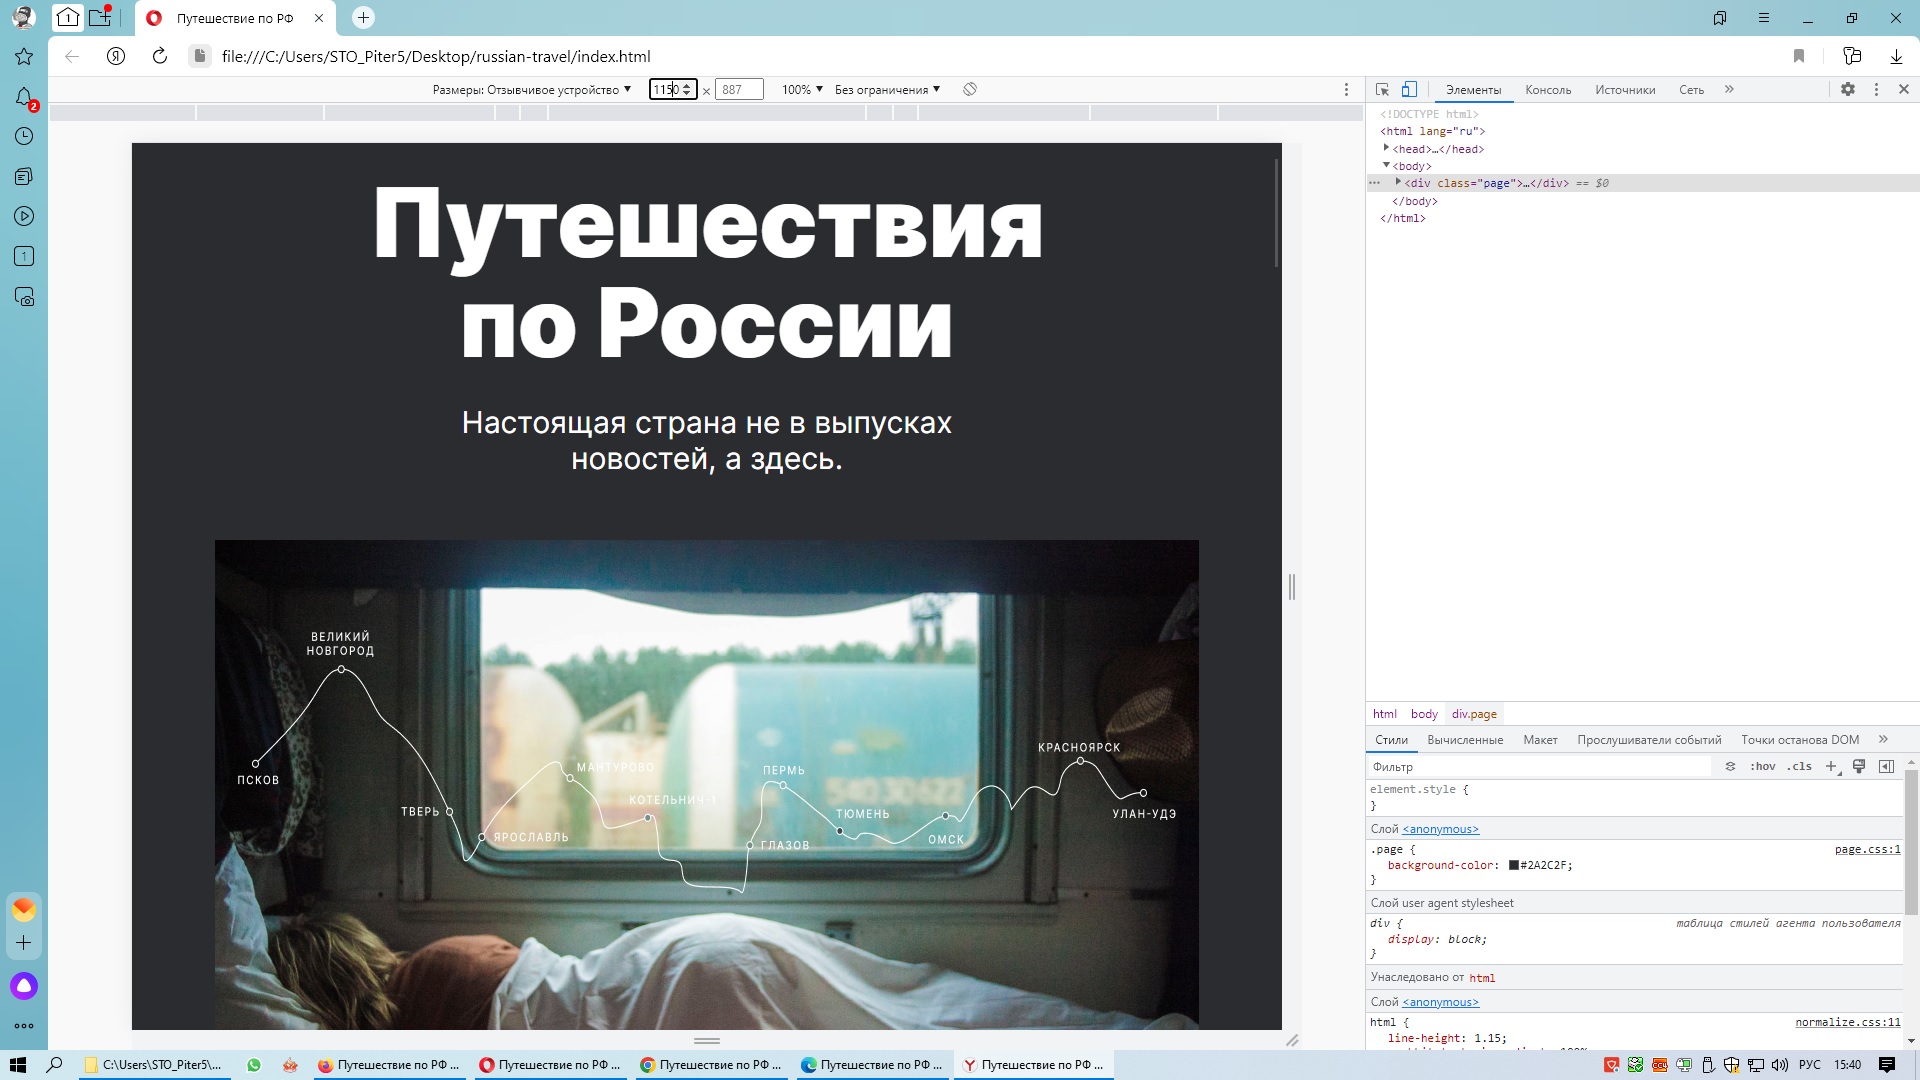 1
Путешествие по РФ
file:///C:/Users/STO_Piter5/Desktop/russian-travel/index.html
2
1
Размеры: Отзывчивое устройство
1150 × 887
100%
Без ограничения
Элементы
Консоль
Источники
Сеть
<!DOCTYPE html>
<html lang="ru">
<head>…</head>
<body>
<div class="page">…</div> == $0
</body>
</html>
Путешествия
по России
Настоящая страна не в выпусках
новостей, а здесь.
ВЕЛИКИЙ
НОВГОРОД
ПСКОВ
ТВЕРЬ
ЯРОСЛАВЛЬ
МАНТУРОВО
КОТЕЛЬНИЧ-1
ПЕРМЬ
ГЛАЗОВ
ТЮМЕНЬ
ОМСК
КРАСНОЯРСК
УЛАН-УДЭ
html body div.page
Стили
Вычисленные
Макет
Прослушиватели событий
Точки останова DOM
Фильтр
:hov .cls
element.style {
}
Слой <anonymous>
.page { page.css:1
background-color: #2A2C2F;
}
Слой user agent stylesheet
div { таблица стилей агента пользователя
display: block;
}
Унаследовано от html
Слой <anonymous>
html { normalize.css:11
line-height: 1.15;
C:\Users\STO_Piter5\...
Путешествие по РФ ...
Путешествие по РФ ...
Путешествие по РФ ...
Путешествие по РФ ...
Путешествие по РФ ...
РУС
15:40